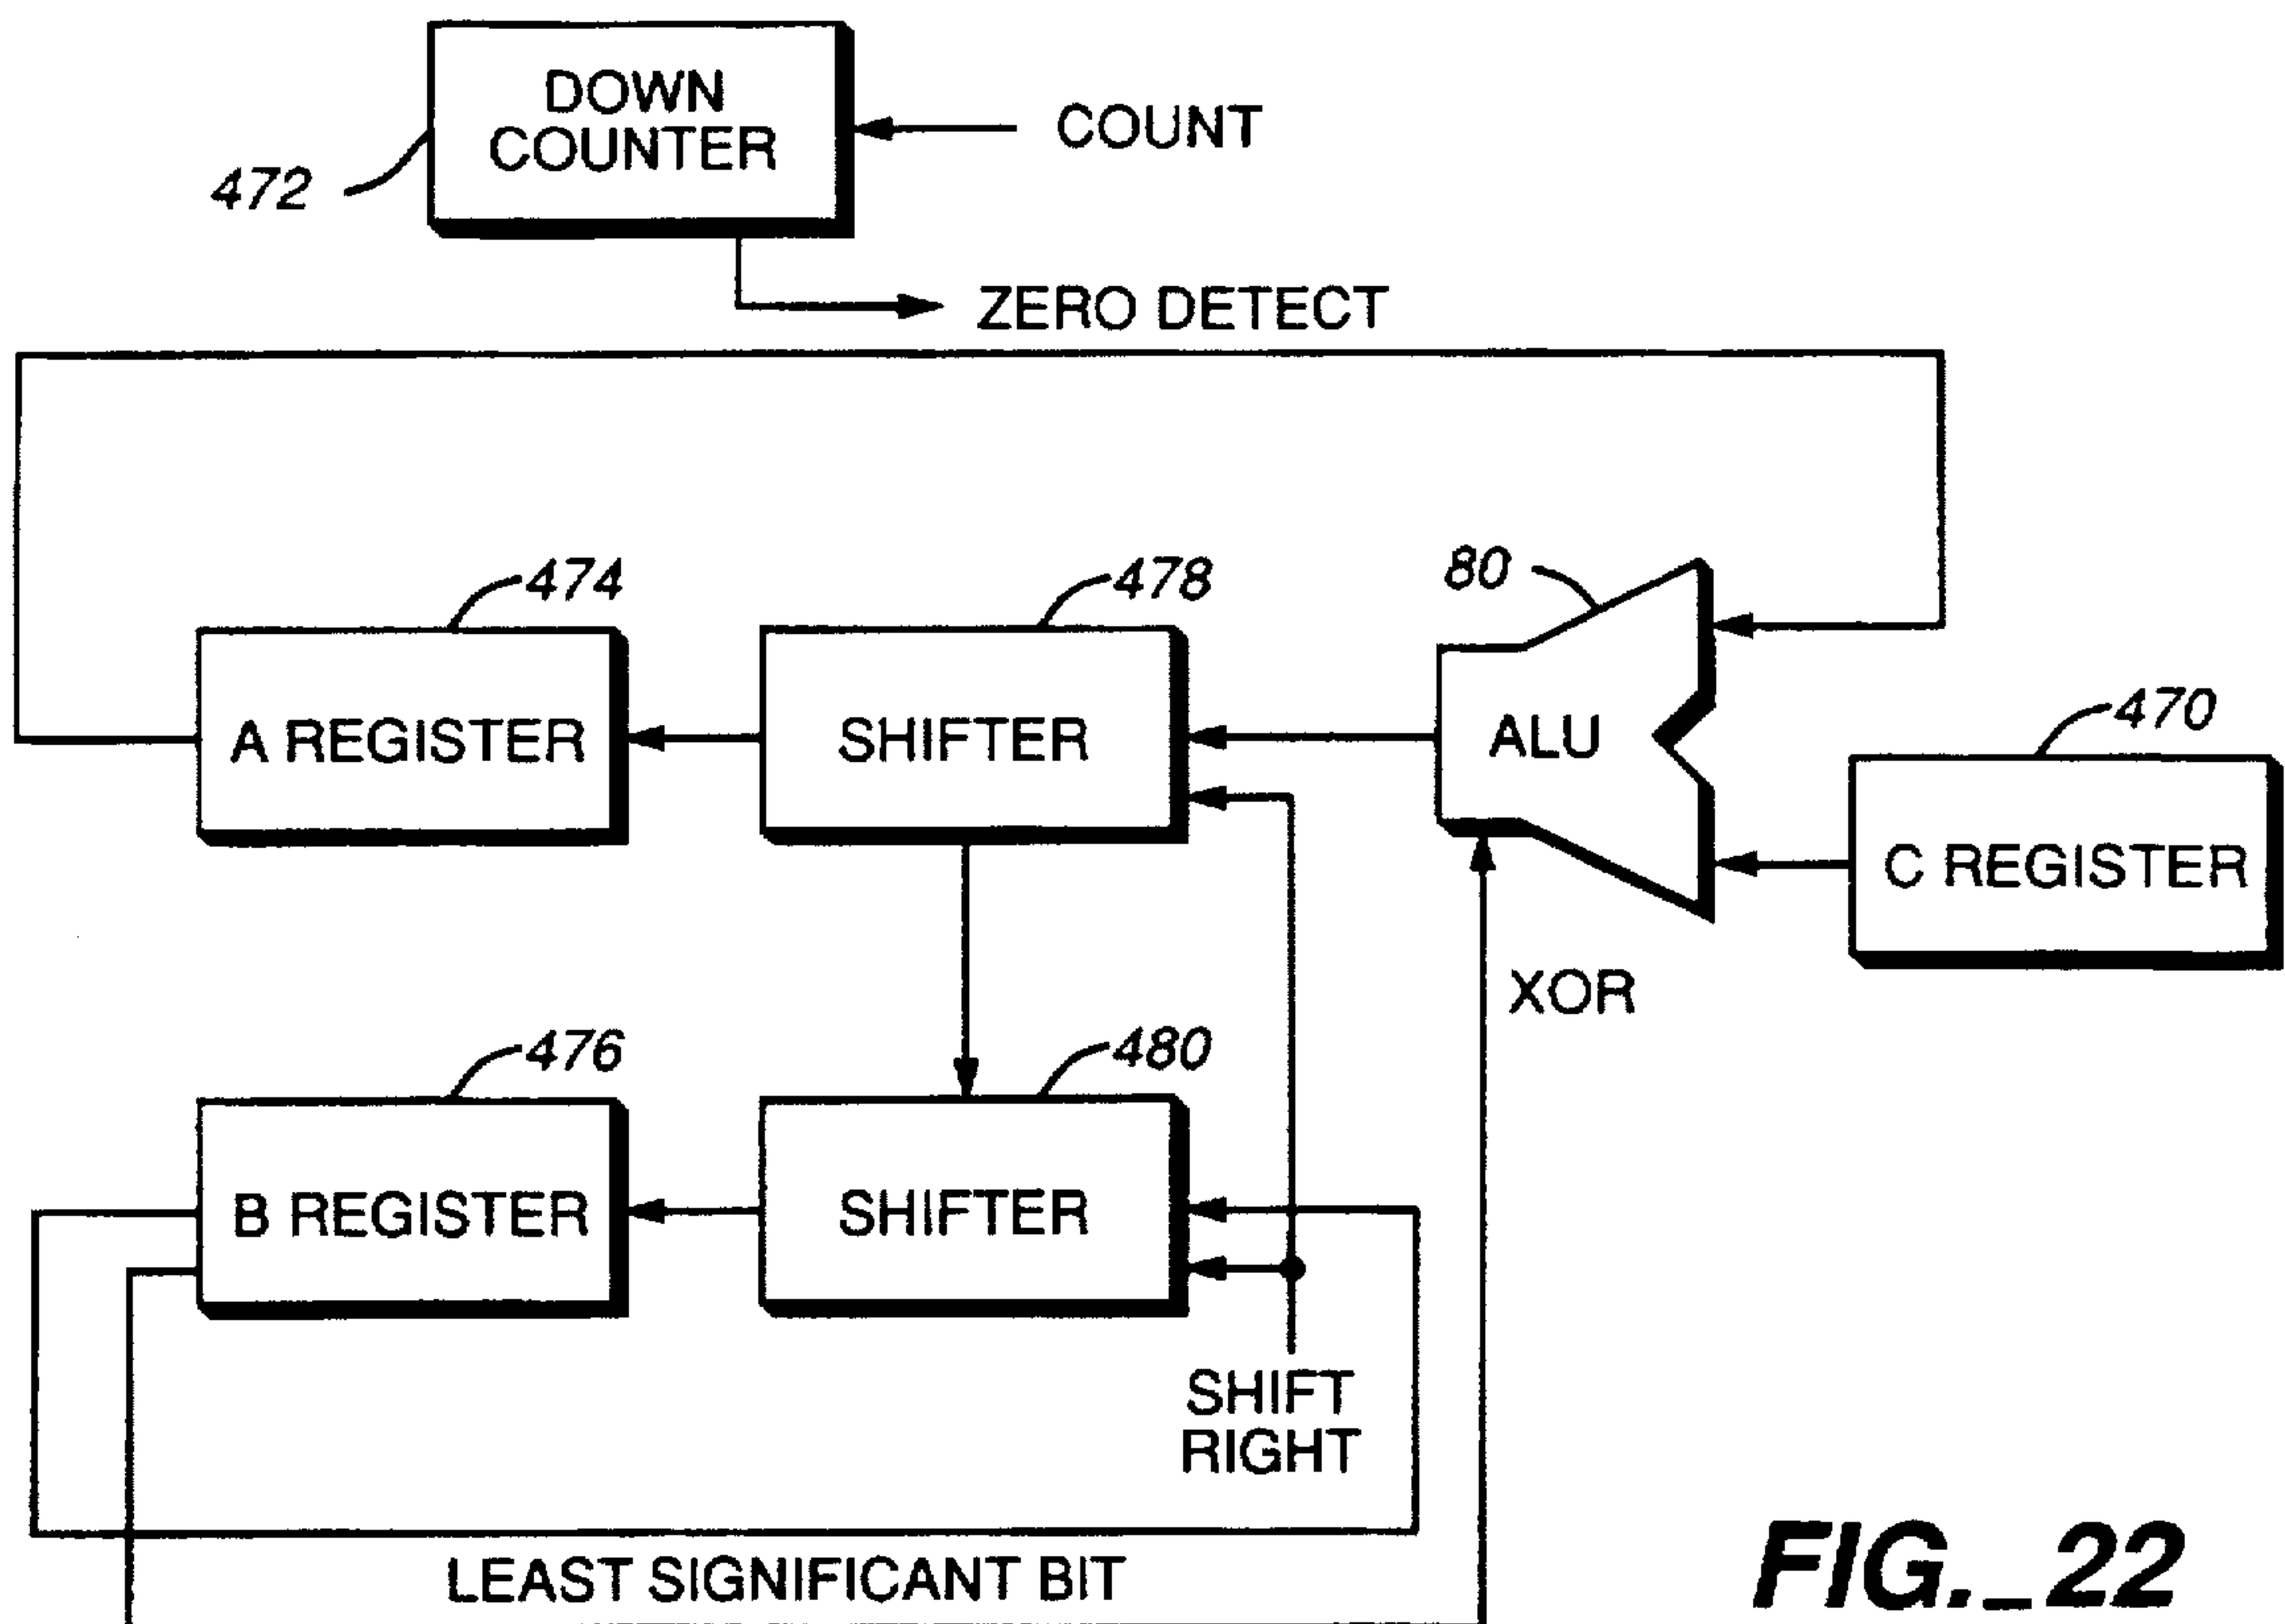 DOWN
COUNTER
COUNT
472
ZERO DETECT
474
478
80
470
A REGISTER
SHIFTER
ALU
C REGISTER
XOR
476
480
B REGISTER
SHIFTER
SHIFT
RIGHT
LEAST SIGNIFICANT BIT
FIG._22